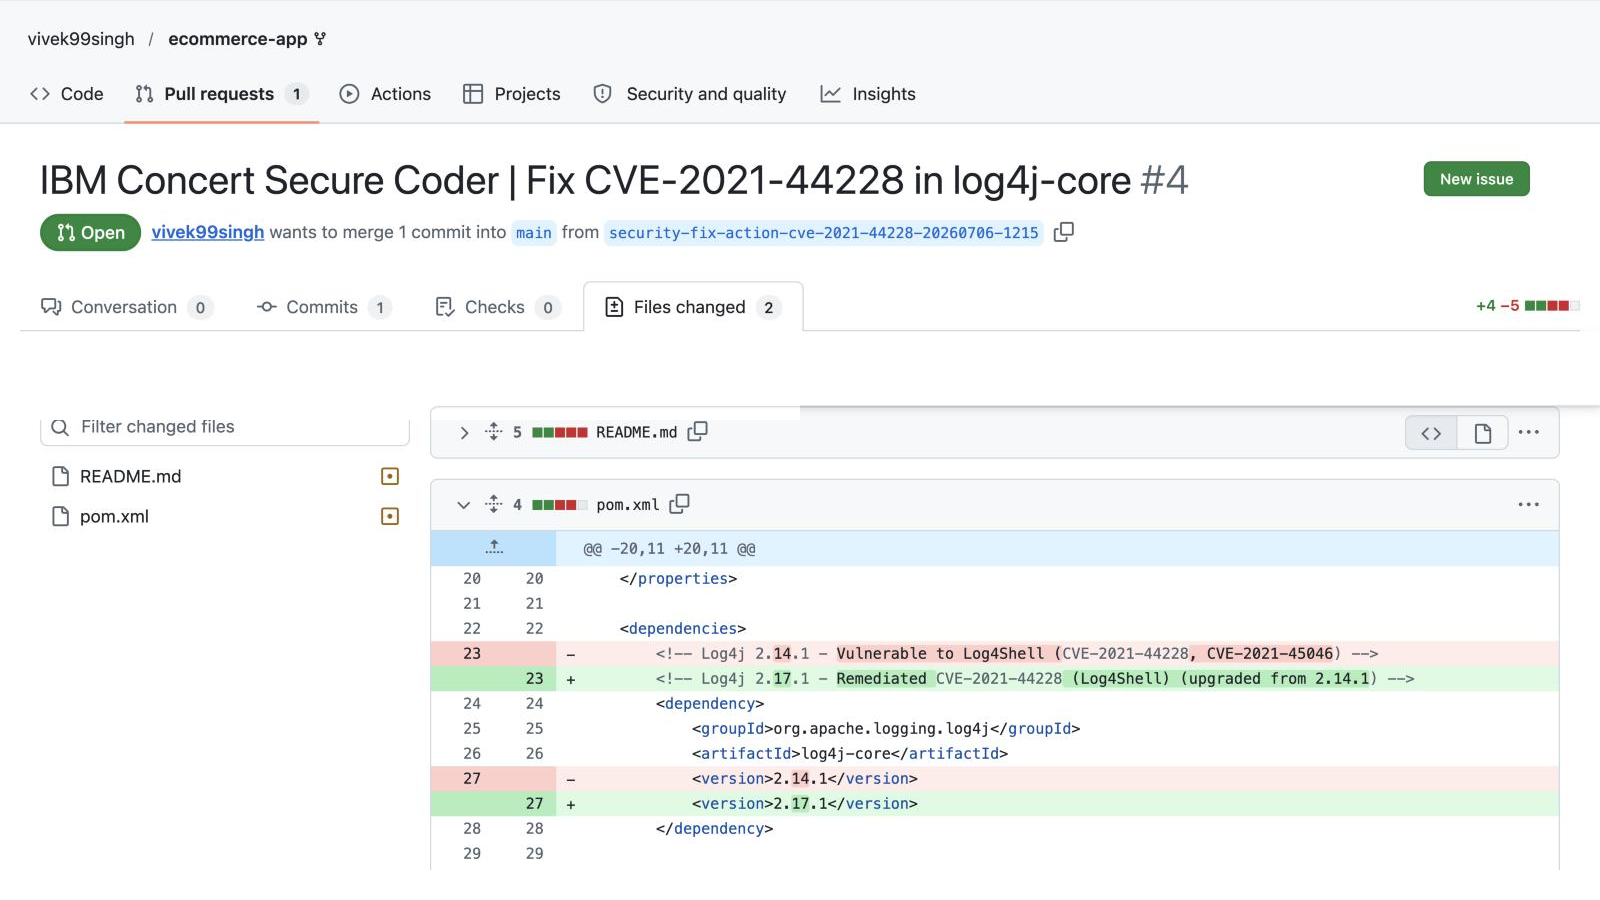 vivek99singh / ecommerce-app
Code Pull requests 1 Actions Projects Security and quality Insights
IBM Concert Secure Coder | Fix CVE-2021-44228 in log4j-core #4
New issue
Open vivek99singh wants to merge 1 commit into main from security-fix-action-cve-2021-44228-20260706-1215
Conversation 0 Commits 1 Checks 0 Files changed 2
+4 −5
Filter changed files
README.md
pom.xml
5 README.md
4 pom.xml
@@ -20,11 +20,11 @@
20 20 </properties>
21 21
22 22 <dependencies>
23 - <!-- Log4j 2.14.1 - Vulnerable to Log4Shell (CVE-2021-44228, CVE-2021-45046) -->
23 + <!-- Log4j 2.17.1 - Remediated CVE-2021-44228 (Log4Shell) (upgraded from 2.14.1) -->
24 24 <dependency>
25 25 <groupId>org.apache.logging.log4j</groupId>
26 26 <artifactId>log4j-core</artifactId>
27 - <version>2.14.1</version>
27 + <version>2.17.1</version>
28 28 </dependency>
29 29